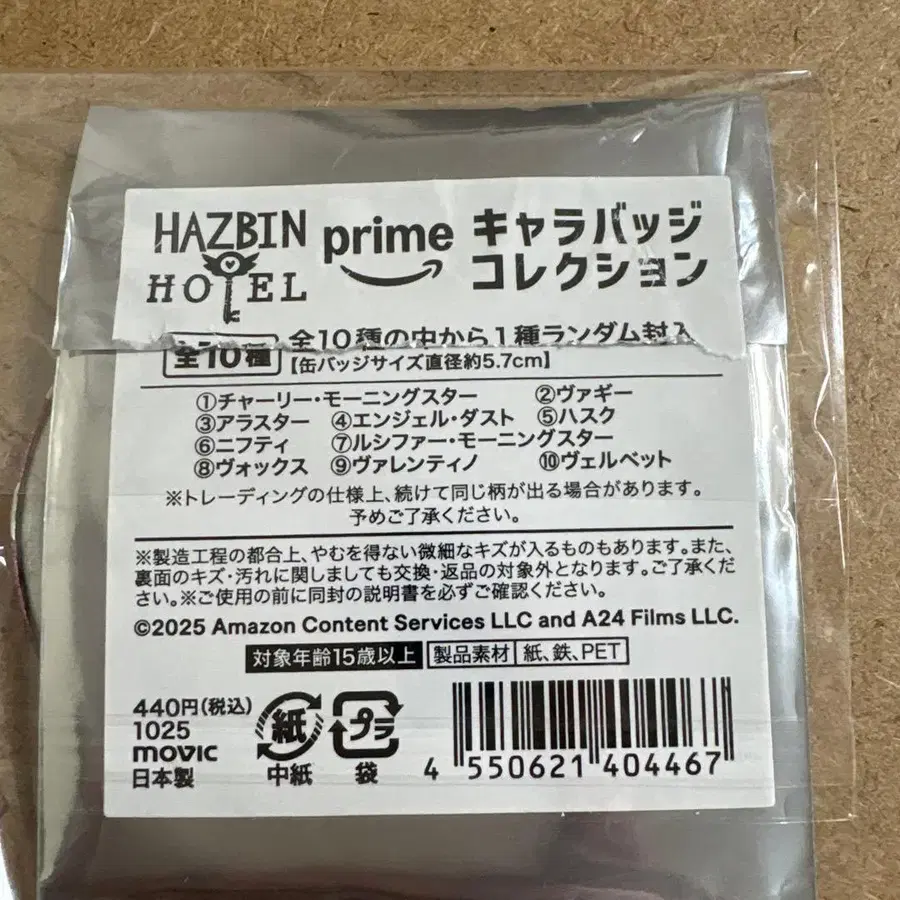 HAZBIN HOTEL
prime
キャラバッジ
コレクション
全10種
全10種の中から1種ランダム封入
【缶バッジサイズ直径約5.7cm】
①チャーリー・モーニングスター ②ヴァギー
③アラスター ④エンジェル・ダスト ⑤ハスク
⑥ニフティ ⑦ルシファー・モーニングスター
⑧ヴォックス ⑨ヴァレンティノ ⑩ヴェルベット
※トレーディングの仕様上、続けて同じ柄が出る場合があります。
予めご了承ください。
※製造工程の都合上、やむを得ない微細なキズが入るものもあります。また、
裏面のキズ・汚れに関しましても交換・返品の対象外となります。ご了承くださ
い。※ご使用の前に同封の説明書を必ずご確認ください。
©2025 Amazon Content Services LLC and A24 Films LLC.
対象年齢15歳以上 製品素材 紙、鉄、PET
440円(税込)
1025
movic
日本製
紙
中紙
プラ
袋
4 550621 404467